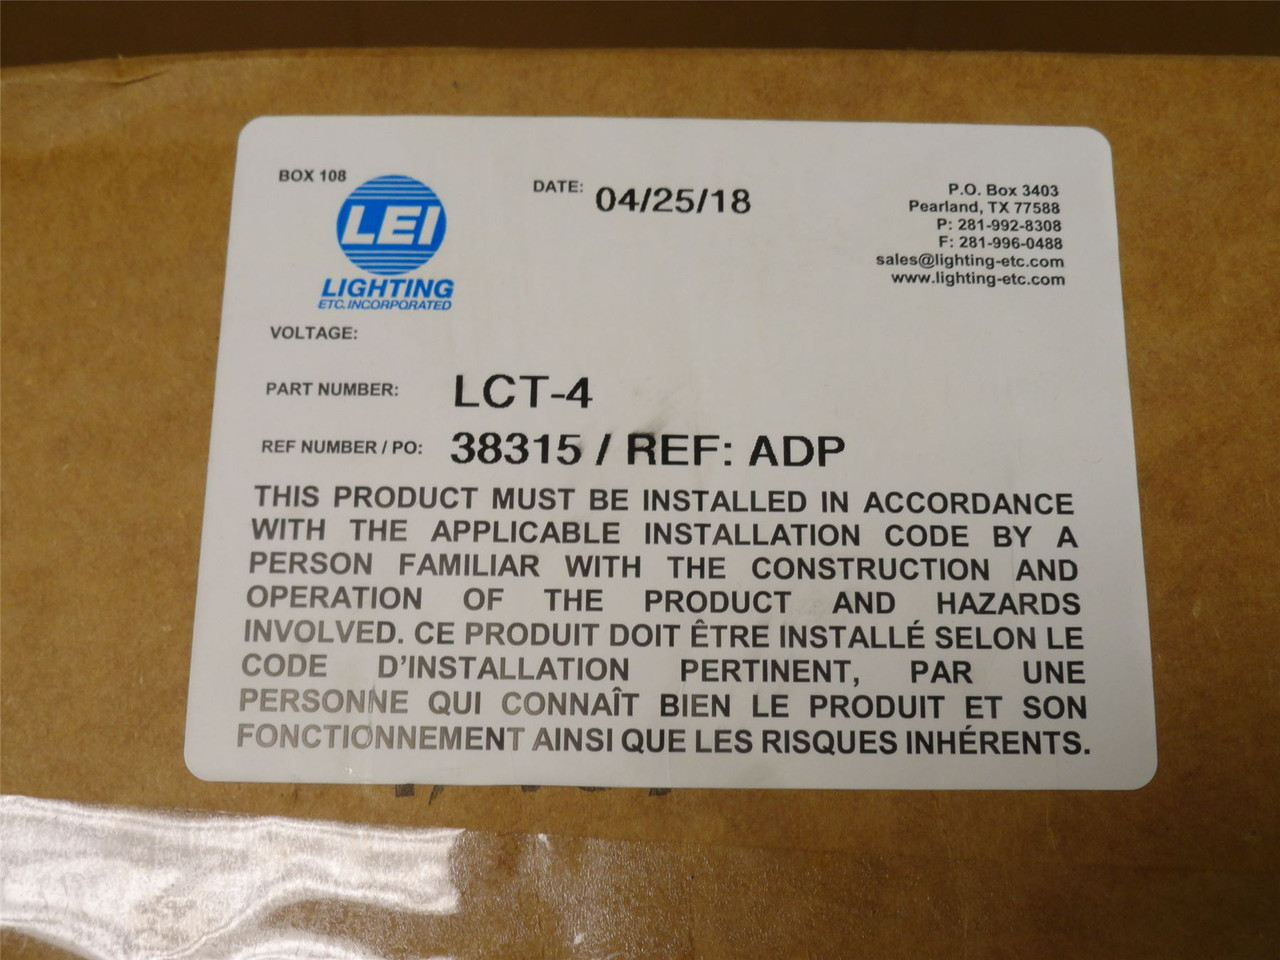 BOX 108
LEI
LIGHTING
ETC. INCORPORATED
DATE: 04/25/18
P.O. Box 3403
Pearland, TX 77588
P: 281-992-8308
F: 281-996-0488
sales@lighting-etc.com
www.lighting-etc.com
VOLTAGE:
PART NUMBER: LCT-4
REF NUMBER / PO: 38315 / REF: ADP
THIS PRODUCT MUST BE INSTALLED IN ACCORDANCE
WITH THE APPLICABLE INSTALLATION CODE BY A
PERSON FAMILIAR WITH THE CONSTRUCTION AND
OPERATION OF THE PRODUCT AND HAZARDS
INVOLVED. CE PRODUIT DOIT ÊTRE INSTALLÉ SELON LE
CODE D'INSTALLATION PERTINENT, PAR UNE
PERSONNE QUI CONNAÎT BIEN LE PRODUIT ET SON
FONCTIONNEMENT AINSI QUE LES RISQUES INHÉRENTS.